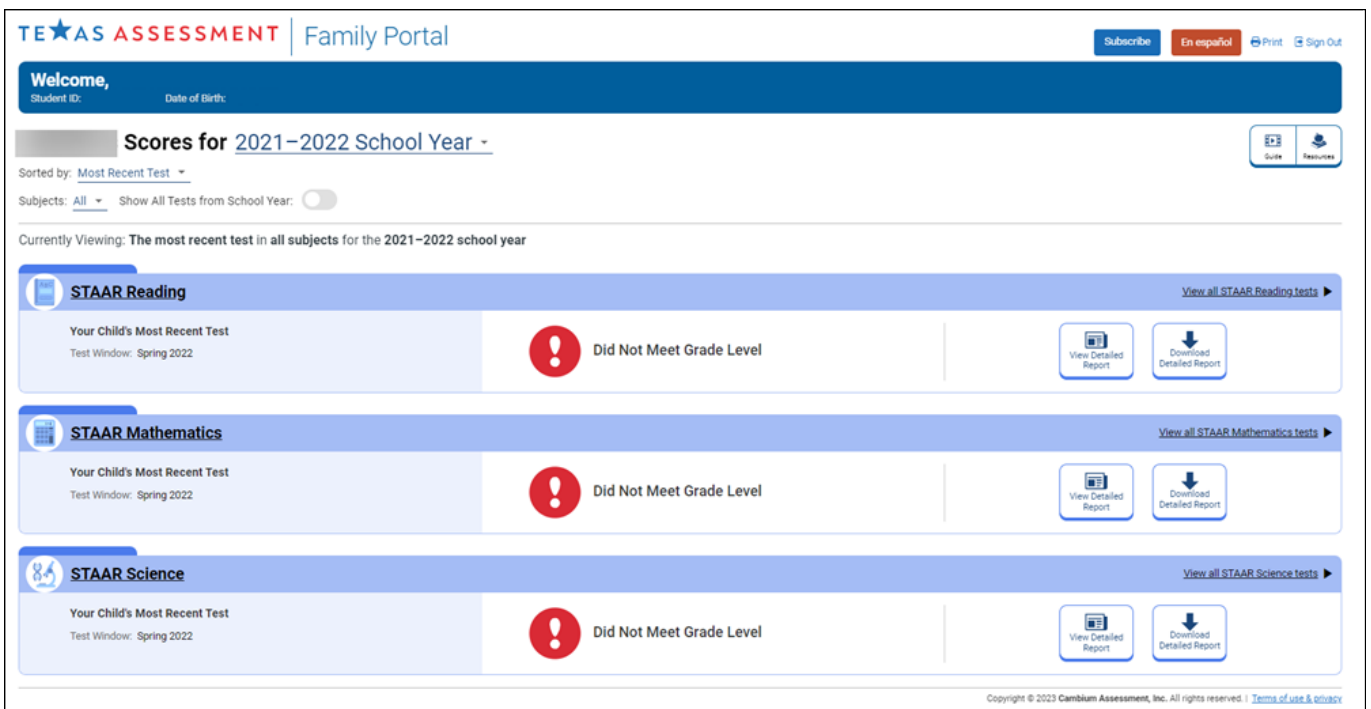 TEXAS ASSESSMENT Family Portal
Subscribe En español Print Sign Out
Welcome,
Student ID: Date of Birth:
Scores for 2021–2022 School Year
Guide Resources
Sorted by: Most Recent Test
Subjects: All Show All Tests from School Year:
Currently Viewing: The most recent test in all subjects for the 2021–2022 school year
STAAR Reading View all STAAR Reading tests
Your Child's Most Recent Test
Test Window: Spring 2022
Did Not Meet Grade Level
View Detailed
Report
Download
Detailed Report
STAAR Mathematics View all STAAR Mathematics tests
Your Child's Most Recent Test
Test Window: Spring 2022
Did Not Meet Grade Level
View Detailed
Report
Download
Detailed Report
STAAR Science View all STAAR Science tests
Your Child's Most Recent Test
Test Window: Spring 2022
Did Not Meet Grade Level
View Detailed
Report
Download
Detailed Report
Copyright © 2023 Cambium Assessment, Inc. All rights reserved. | Terms of use & privacy